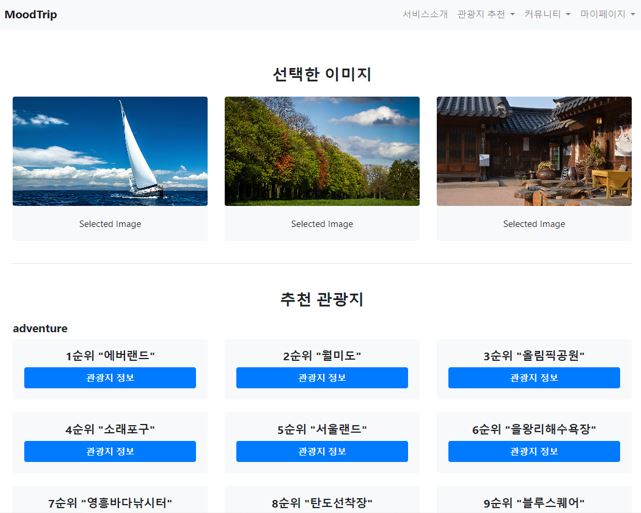 MoodTrip 서비스소개 관광지 추천 커뮤니티 마이페이지
선택한 이미지
Selected Image Selected Image Selected Image
추천 관광지
adventure
1순위 "에버랜드" 2순위 "월미도" 3순위 "올림픽공원"
관광지 정보 관광지 정보 관광지 정보
4순위 "소래포구" 5순위 "서울랜드" 6순위 "을왕리해수욕장"
관광지 정보 관광지 정보 관광지 정보
7순위 "영흥바다낚시터" 8순위 "탄도선착장" 9순위 "블루스퀘어"